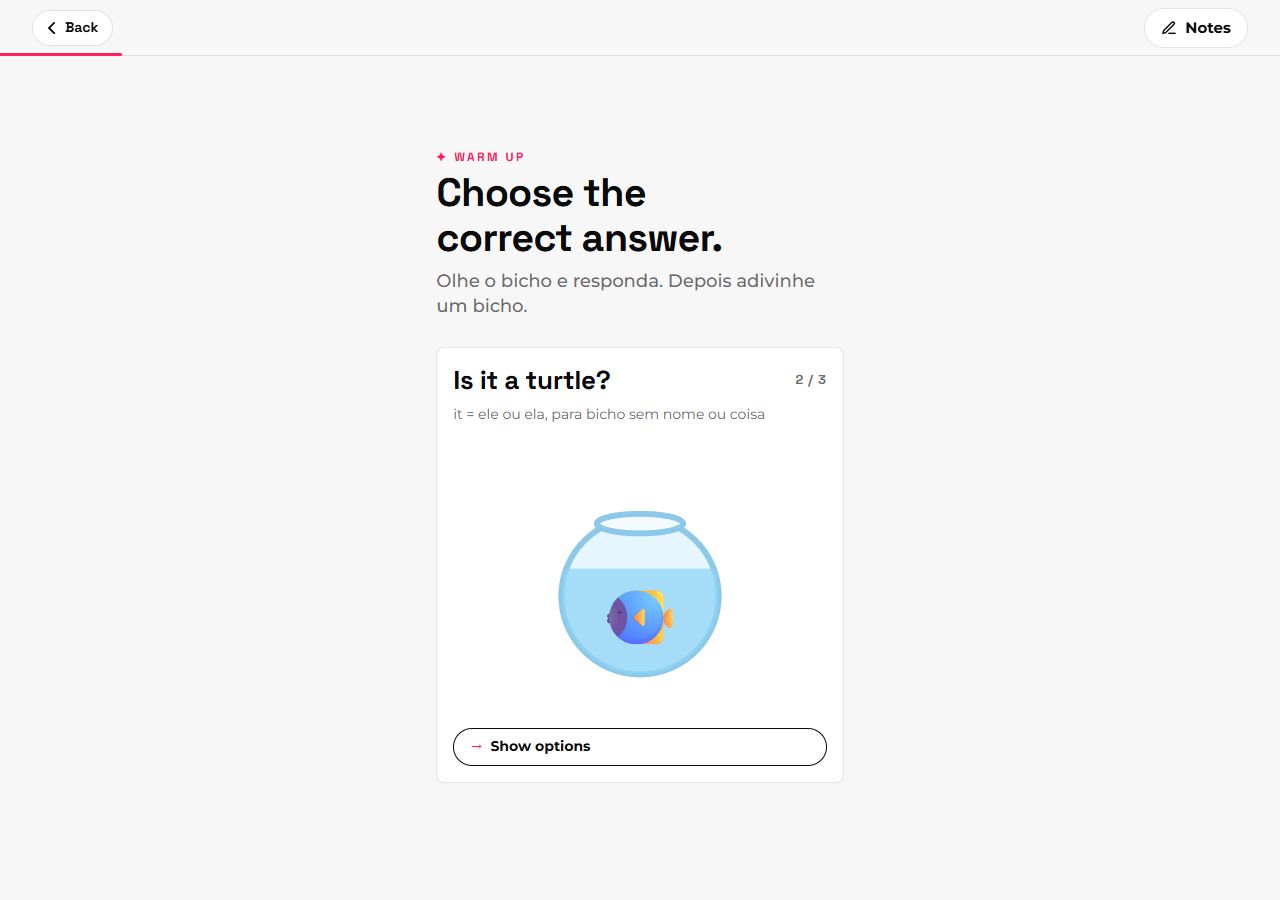 Back
Notes
✦ WARM UP
Choose the
correct answer.
Olhe o bicho e responda. Depois adivinhe
um bicho.
Is it a turtle?
2 / 3
it = ele ou ela, para bicho sem nome ou coisa
→ Show options